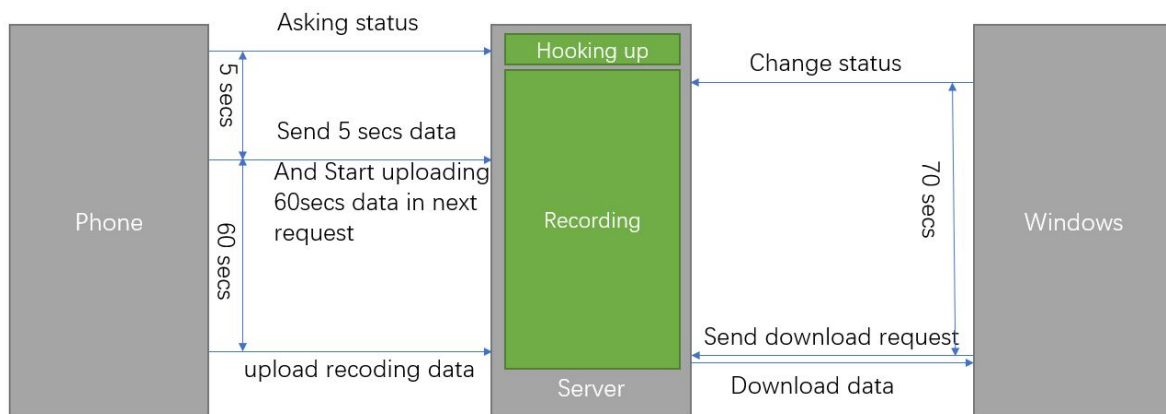 Asking status
Hooking up
Change status
5 secs
Send 5 secs data
And Start uploading
60secs data in next
request
Phone
60 secs
Recording
70 secs
Windows
Send download request
upload recoding data
Download data
Server